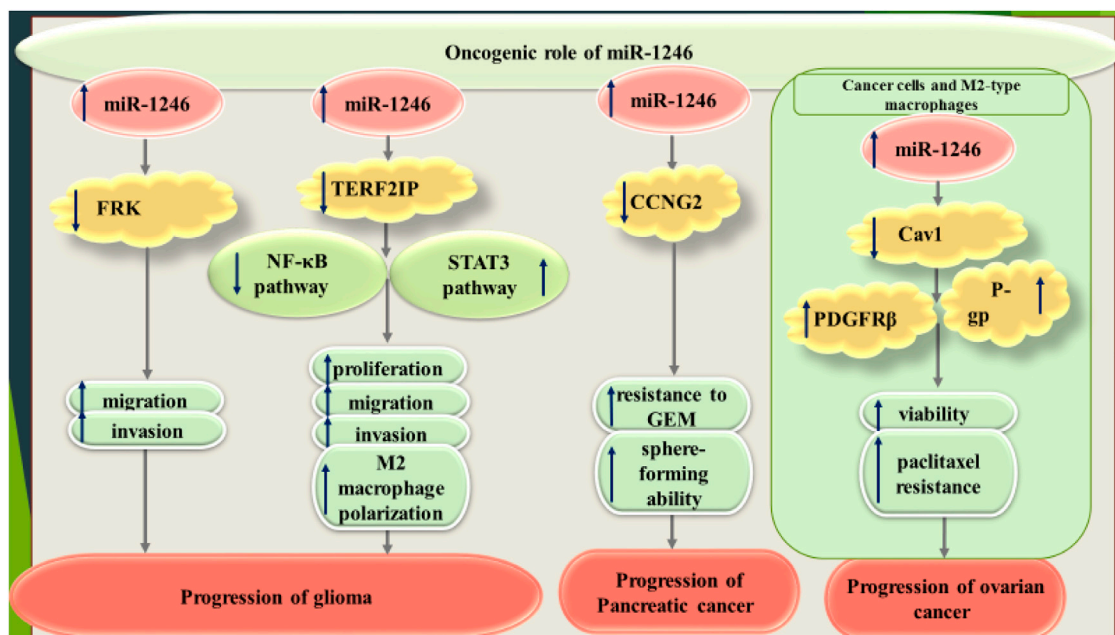 Oncogenic role of miR-1246
miR-1246
FRK
migration
invasion
miR-1246
TERF2IP
NF-κB
pathway
STAT3
pathway
proliferation
migration
invasion
M2
macrophage
polarization
Progression of glioma
miR-1246
CCNG2
resistance to
GEM
sphere-
forming
ability
Progression of
Pancreatic cancer
Cancer cells and M2-type
macrophages
miR-1246
Cav1
PDGFRβ
P-
gp
viability
paclitaxel
resistance
Progression of ovarian
cancer